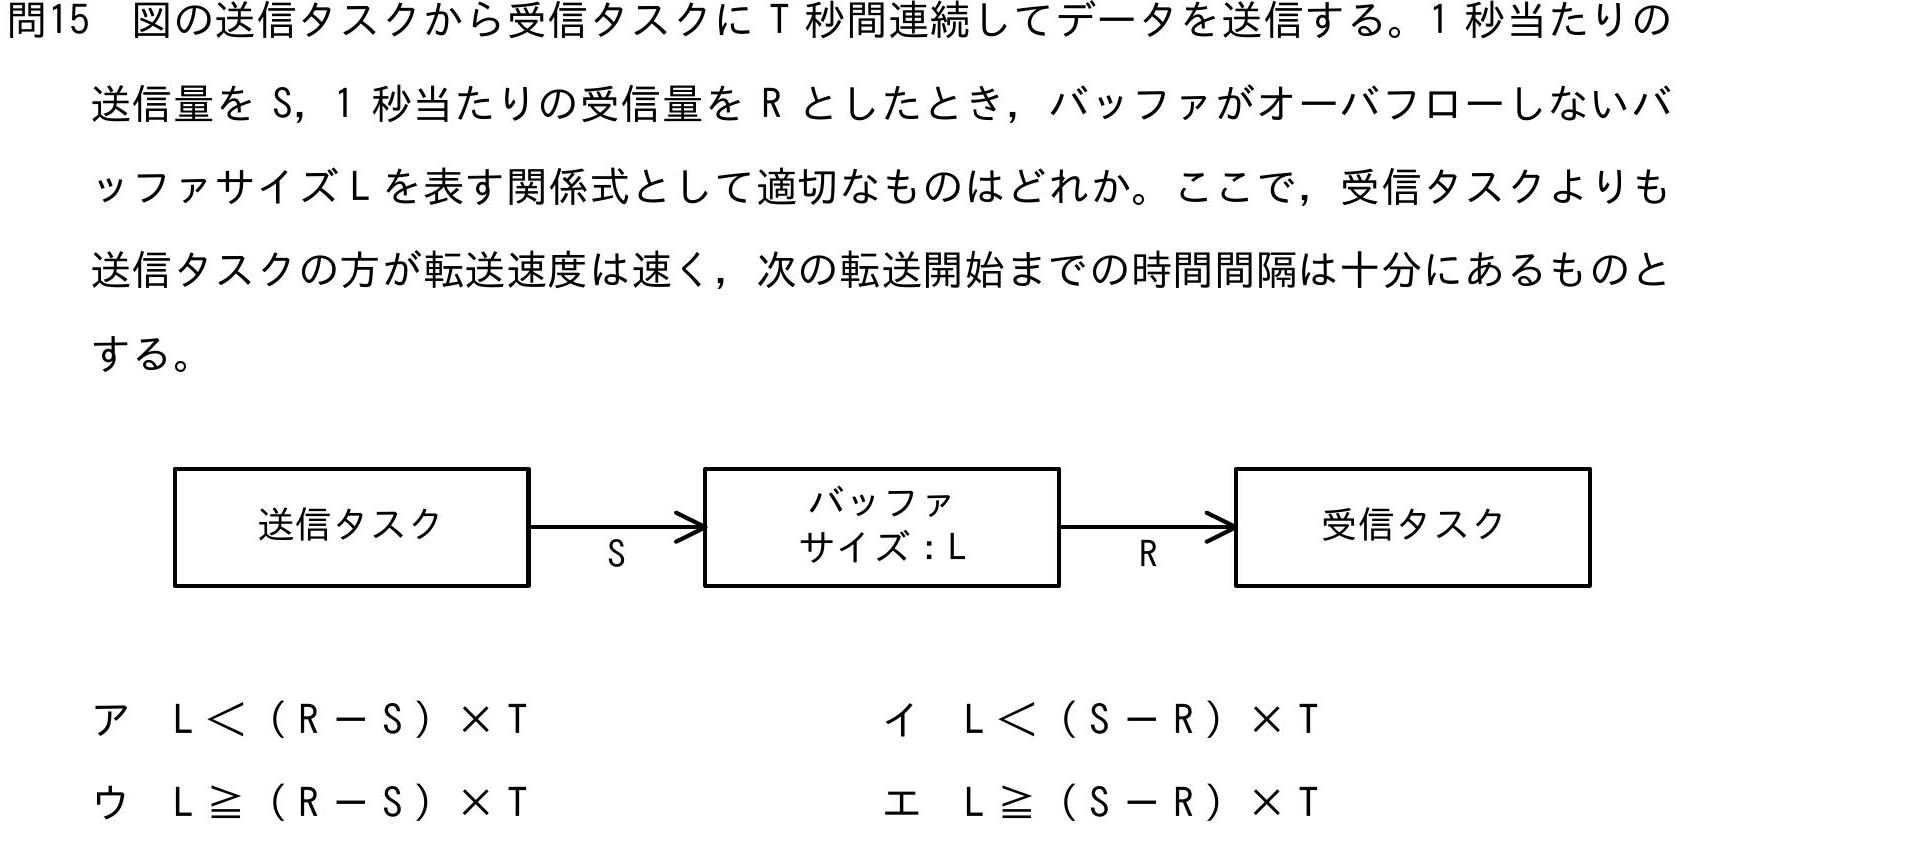 問15 図の送信タスクから受信タスクに T 秒間連続してデータを送信する。1 秒当たりの
送信量を S，1 秒当たりの受信量を R としたとき，バッファがオーバフローしないバ
ッファサイズ L を表す関係式として適切なものはどれか。ここで，受信タスクよりも
送信タスクの方が転送速度は速く，次の転送開始までの時間間隔は十分にあるものと
する。
送信タスク
S
バッファ
サイズ：L
R
受信タスク
ア L＜(R－S)×T
イ L＜(S－R)×T
ウ L≧(R－S)×T
エ L≧(S－R)×T